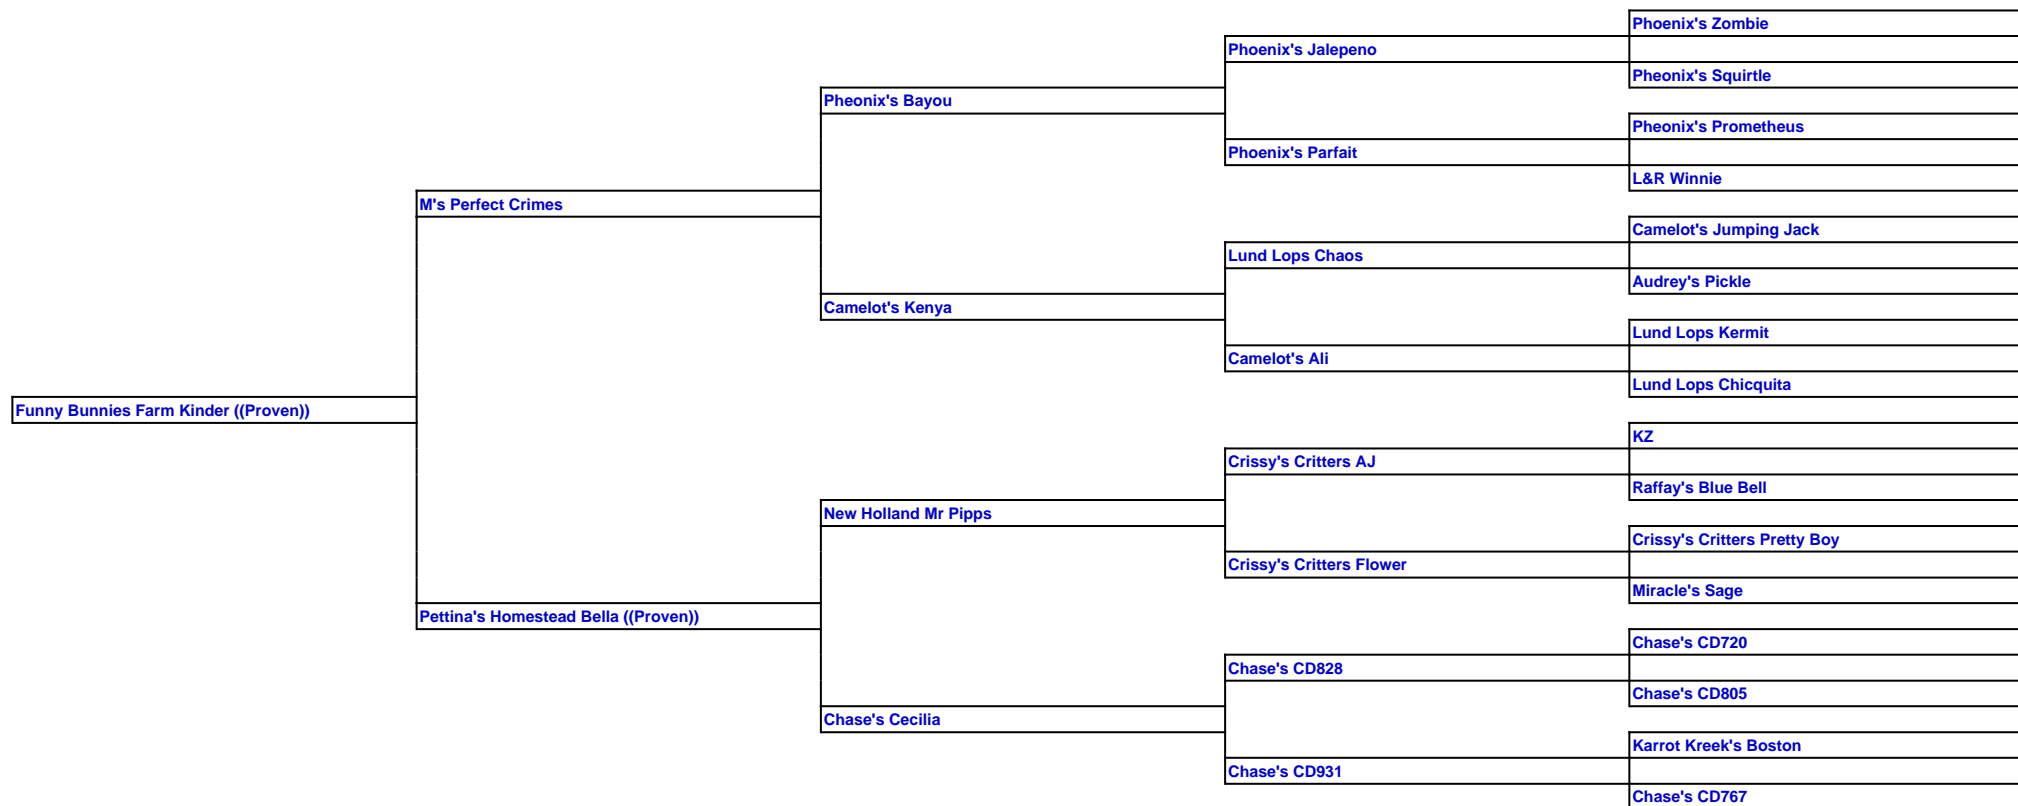 Phoenix's Zombie
Phoenix's Jalepeno
Pheonix's Squirtle
Pheonix's Bayou
Pheonix's Prometheus
Phoenix's Parfait
L&R Winnie
M's Perfect Crimes
Camelot's Jumping Jack
Lund Lops Chaos
Audrey's Pickle
Camelot's Kenya
Lund Lops Kermit
Camelot's Ali
Lund Lops Chicquita
Funny Bunnies Farm Kinder ((Proven))
KZ
Crissy's Critters AJ
Raffay's Blue Bell
New Holland Mr Pipps
Crissy's Critters Pretty Boy
Crissy's Critters Flower
Miracle's Sage
Pettina's Homestead Bella ((Proven))
Chase's CD720
Chase's CD828
Chase's CD805
Chase's Cecilia
Karrot Kreek's Boston
Chase's CD931
Chase's CD767